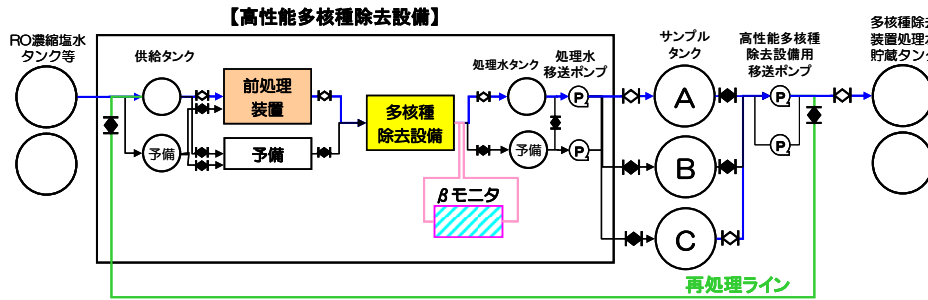 【高性能多核種除去設備】
RO濃縮塩水
タンク等
供給タンク
予備
前処理
装置
予備
多核種
除去設備
βモニタ
処理水タンク
予備
処理水
移送ポンプ
P
P
サンプル
タンク
A
B
C
高性能多核種
除去設備用
移送ポンプ
P
P
多核種除去
装置処理水
貯蔵タンク
再処理ライン